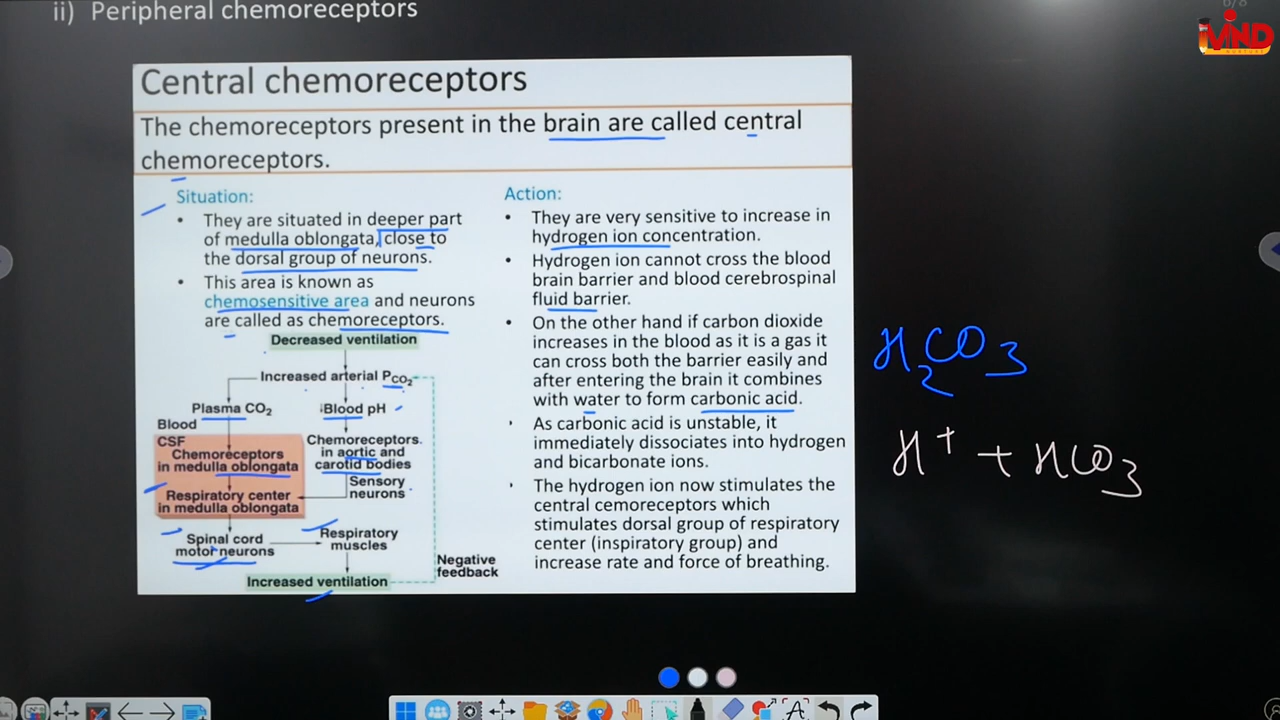 ii) Peripheral chemoreceptors
6/8
MIND
Central chemoreceptors
The chemoreceptors present in the brain are called central
chemoreceptors.
Situation:
• They are situated in deeper part
of medulla oblongata, close to
the dorsal group of neurons.
• This area is known as
chemosensitive area and neurons
are called as chemoreceptors.
Decreased ventilation
Increased arterial PCO2
Plasma CO2
Blood pH
Blood
CSF
Chemoreceptors
in medulla oblongata
Chemoreceptors
in aortic and
carotid bodies
Sensory
neurons
Respiratory center
in medulla oblongata
Spinal cord
motor neurons
Respiratory
muscles
Negative
feedback
Increased ventilation
Action:
• They are very sensitive to increase in
hydrogen ion concentration.
• Hydrogen ion cannot cross the blood
brain barrier and blood cerebrospinal
fluid barrier.
• On the other hand if carbon dioxide
increases in the blood as it is a gas it
can cross both the barrier easily and
after entering the brain it combines
with water to form carbonic acid.
• As carbonic acid is unstable, it
immediately dissociates into hydrogen
and bicarbonate ions.
• The hydrogen ion now stimulates the
central cemoreceptors which
stimulates dorsal group of respiratory
center (inspiratory group) and
increase rate and force of breathing.
H2CO3
H+ + HCO3